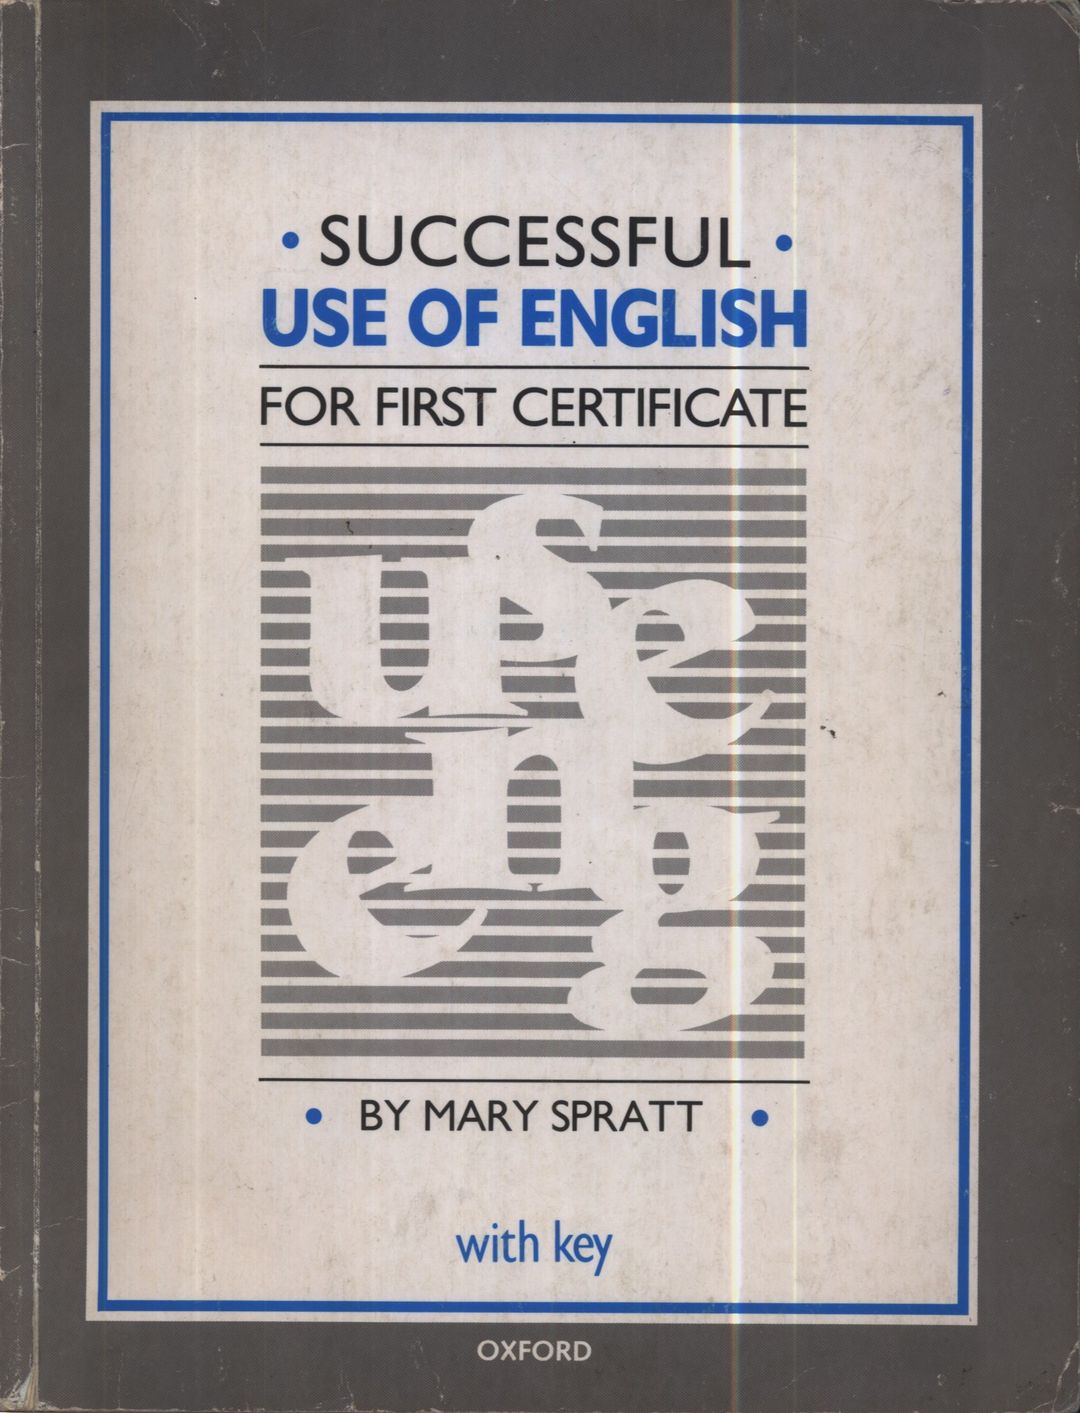 • SUCCESSFUL •
USE OF ENGLISH
FOR FIRST CERTIFICATE
use
eng
• BY MARY SPRATT •
with key
OXFORD